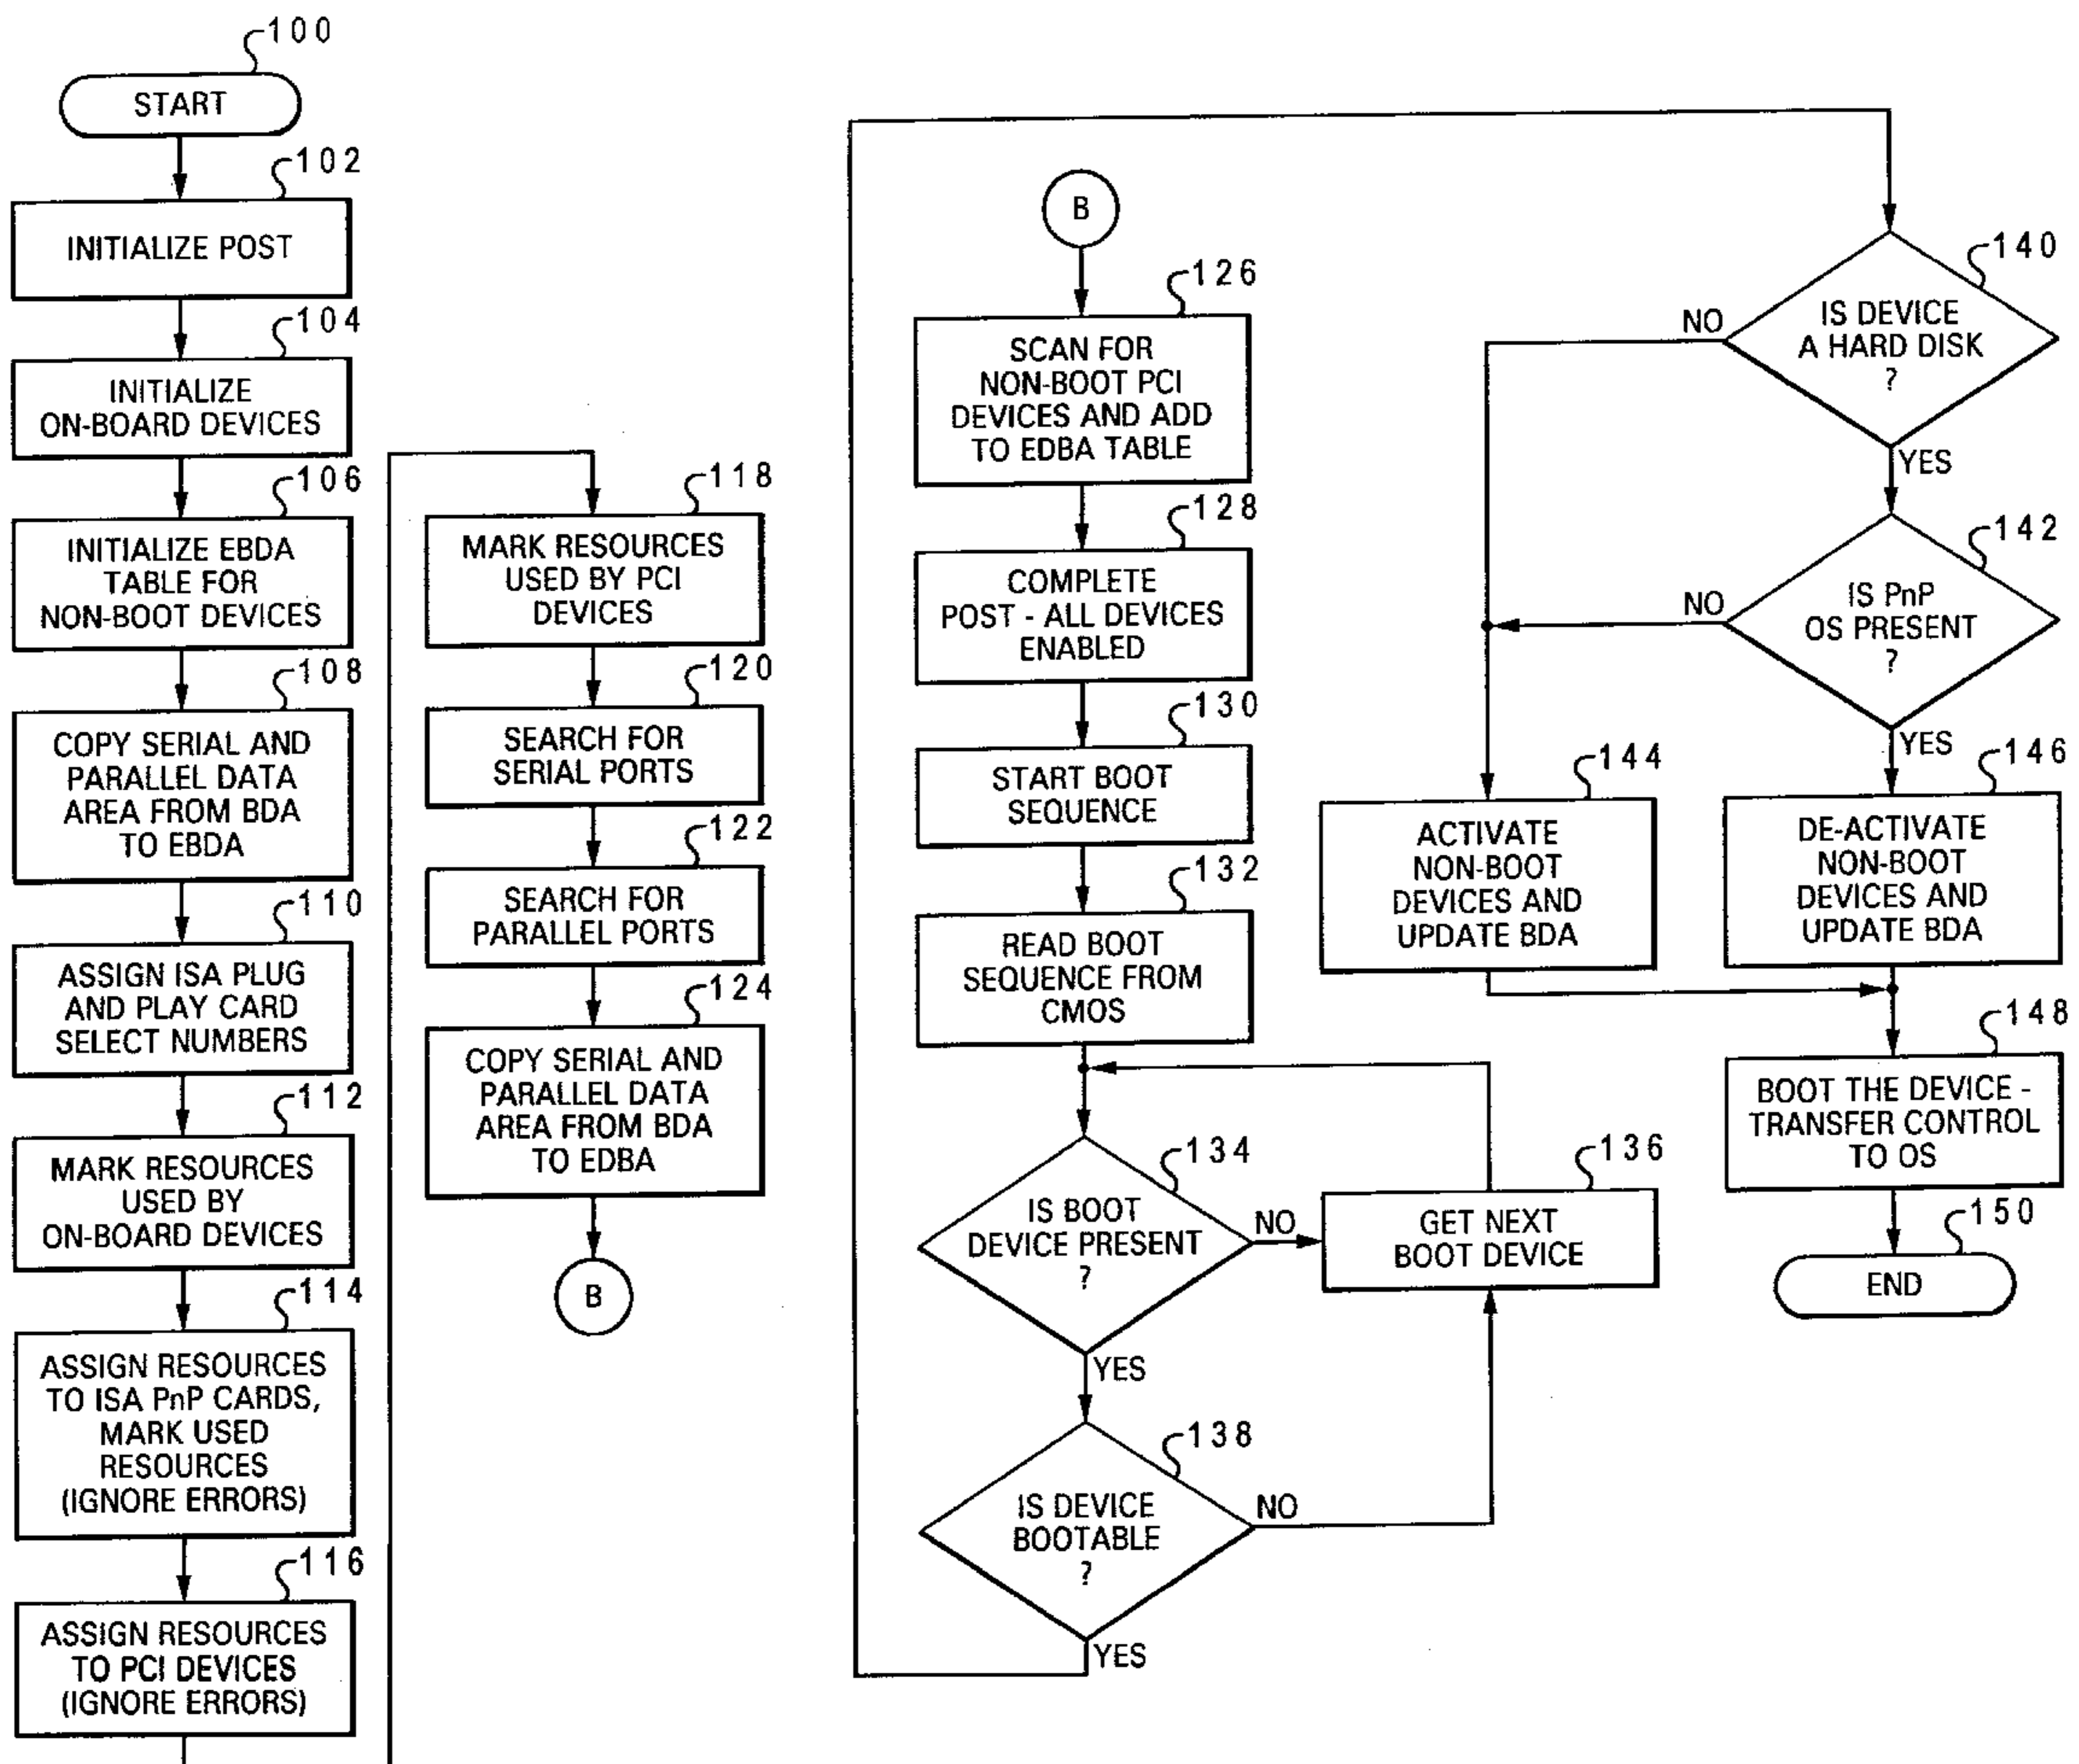 100
START
102
INITIALIZE POST
104
INITIALIZE
ON-BOARD DEVICES
106
INITIALIZE EBDA
TABLE FOR
NON-BOOT DEVICES
108
COPY SERIAL AND
PARALLEL DATA
AREA FROM BDA
TO EBDA
110
ASSIGN ISA PLUG
AND PLAY CARD
SELECT NUMBERS
112
MARK RESOURCES
USED BY
ON-BOARD DEVICES
114
ASSIGN RESOURCES
TO ISA PnP CARDS,
MARK USED
RESOURCES
(IGNORE ERRORS)
116
ASSIGN RESOURCES
TO PCI DEVICES
(IGNORE ERRORS)
118
MARK RESOURCES
USED BY PCI
DEVICES
120
SEARCH FOR
SERIAL PORTS
122
SEARCH FOR
PARALLEL PORTS
124
COPY SERIAL AND
PARALLEL DATA
AREA FROM BDA
TO EDBA
B
B
126
SCAN FOR
NON-BOOT PCI
DEVICES AND ADD
TO EDBA TABLE
128
COMPLETE
POST - ALL DEVICES
ENABLED
130
START BOOT
SEQUENCE
132
READ BOOT
SEQUENCE FROM
CMOS
134
IS BOOT
DEVICE PRESENT
?
NO
YES
136
GET NEXT
BOOT DEVICE
138
IS DEVICE
BOOTABLE
?
NO
YES
140
IS DEVICE
A HARD DISK
?
NO
YES
142
IS PnP
OS PRESENT
?
NO
YES
144
ACTIVATE
NON-BOOT
DEVICES AND
UPDATE BDA
146
DE-ACTIVATE
NON-BOOT
DEVICES AND
UPDATE BDA
148
BOOT THE DEVICE -
TRANSFER CONTROL
TO OS
150
END